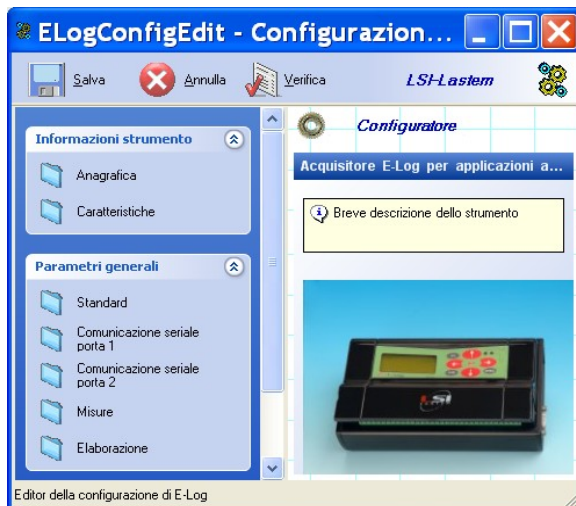 ELogConfigEdit - Configurazion...
Salva Annulla Verifica LSI-Lastem
Informazioni strumento
Anagrafica
Caratteristiche
Parametri generali
Standard
Comunicazione seriale
porta 1
Comunicazione seriale
porta 2
Misure
Elaborazione
Configuratore
Acquisitore E-Log per applicazioni a...
Breve descrizione dello strumento
LSI
Editor della configurazione di E-Log